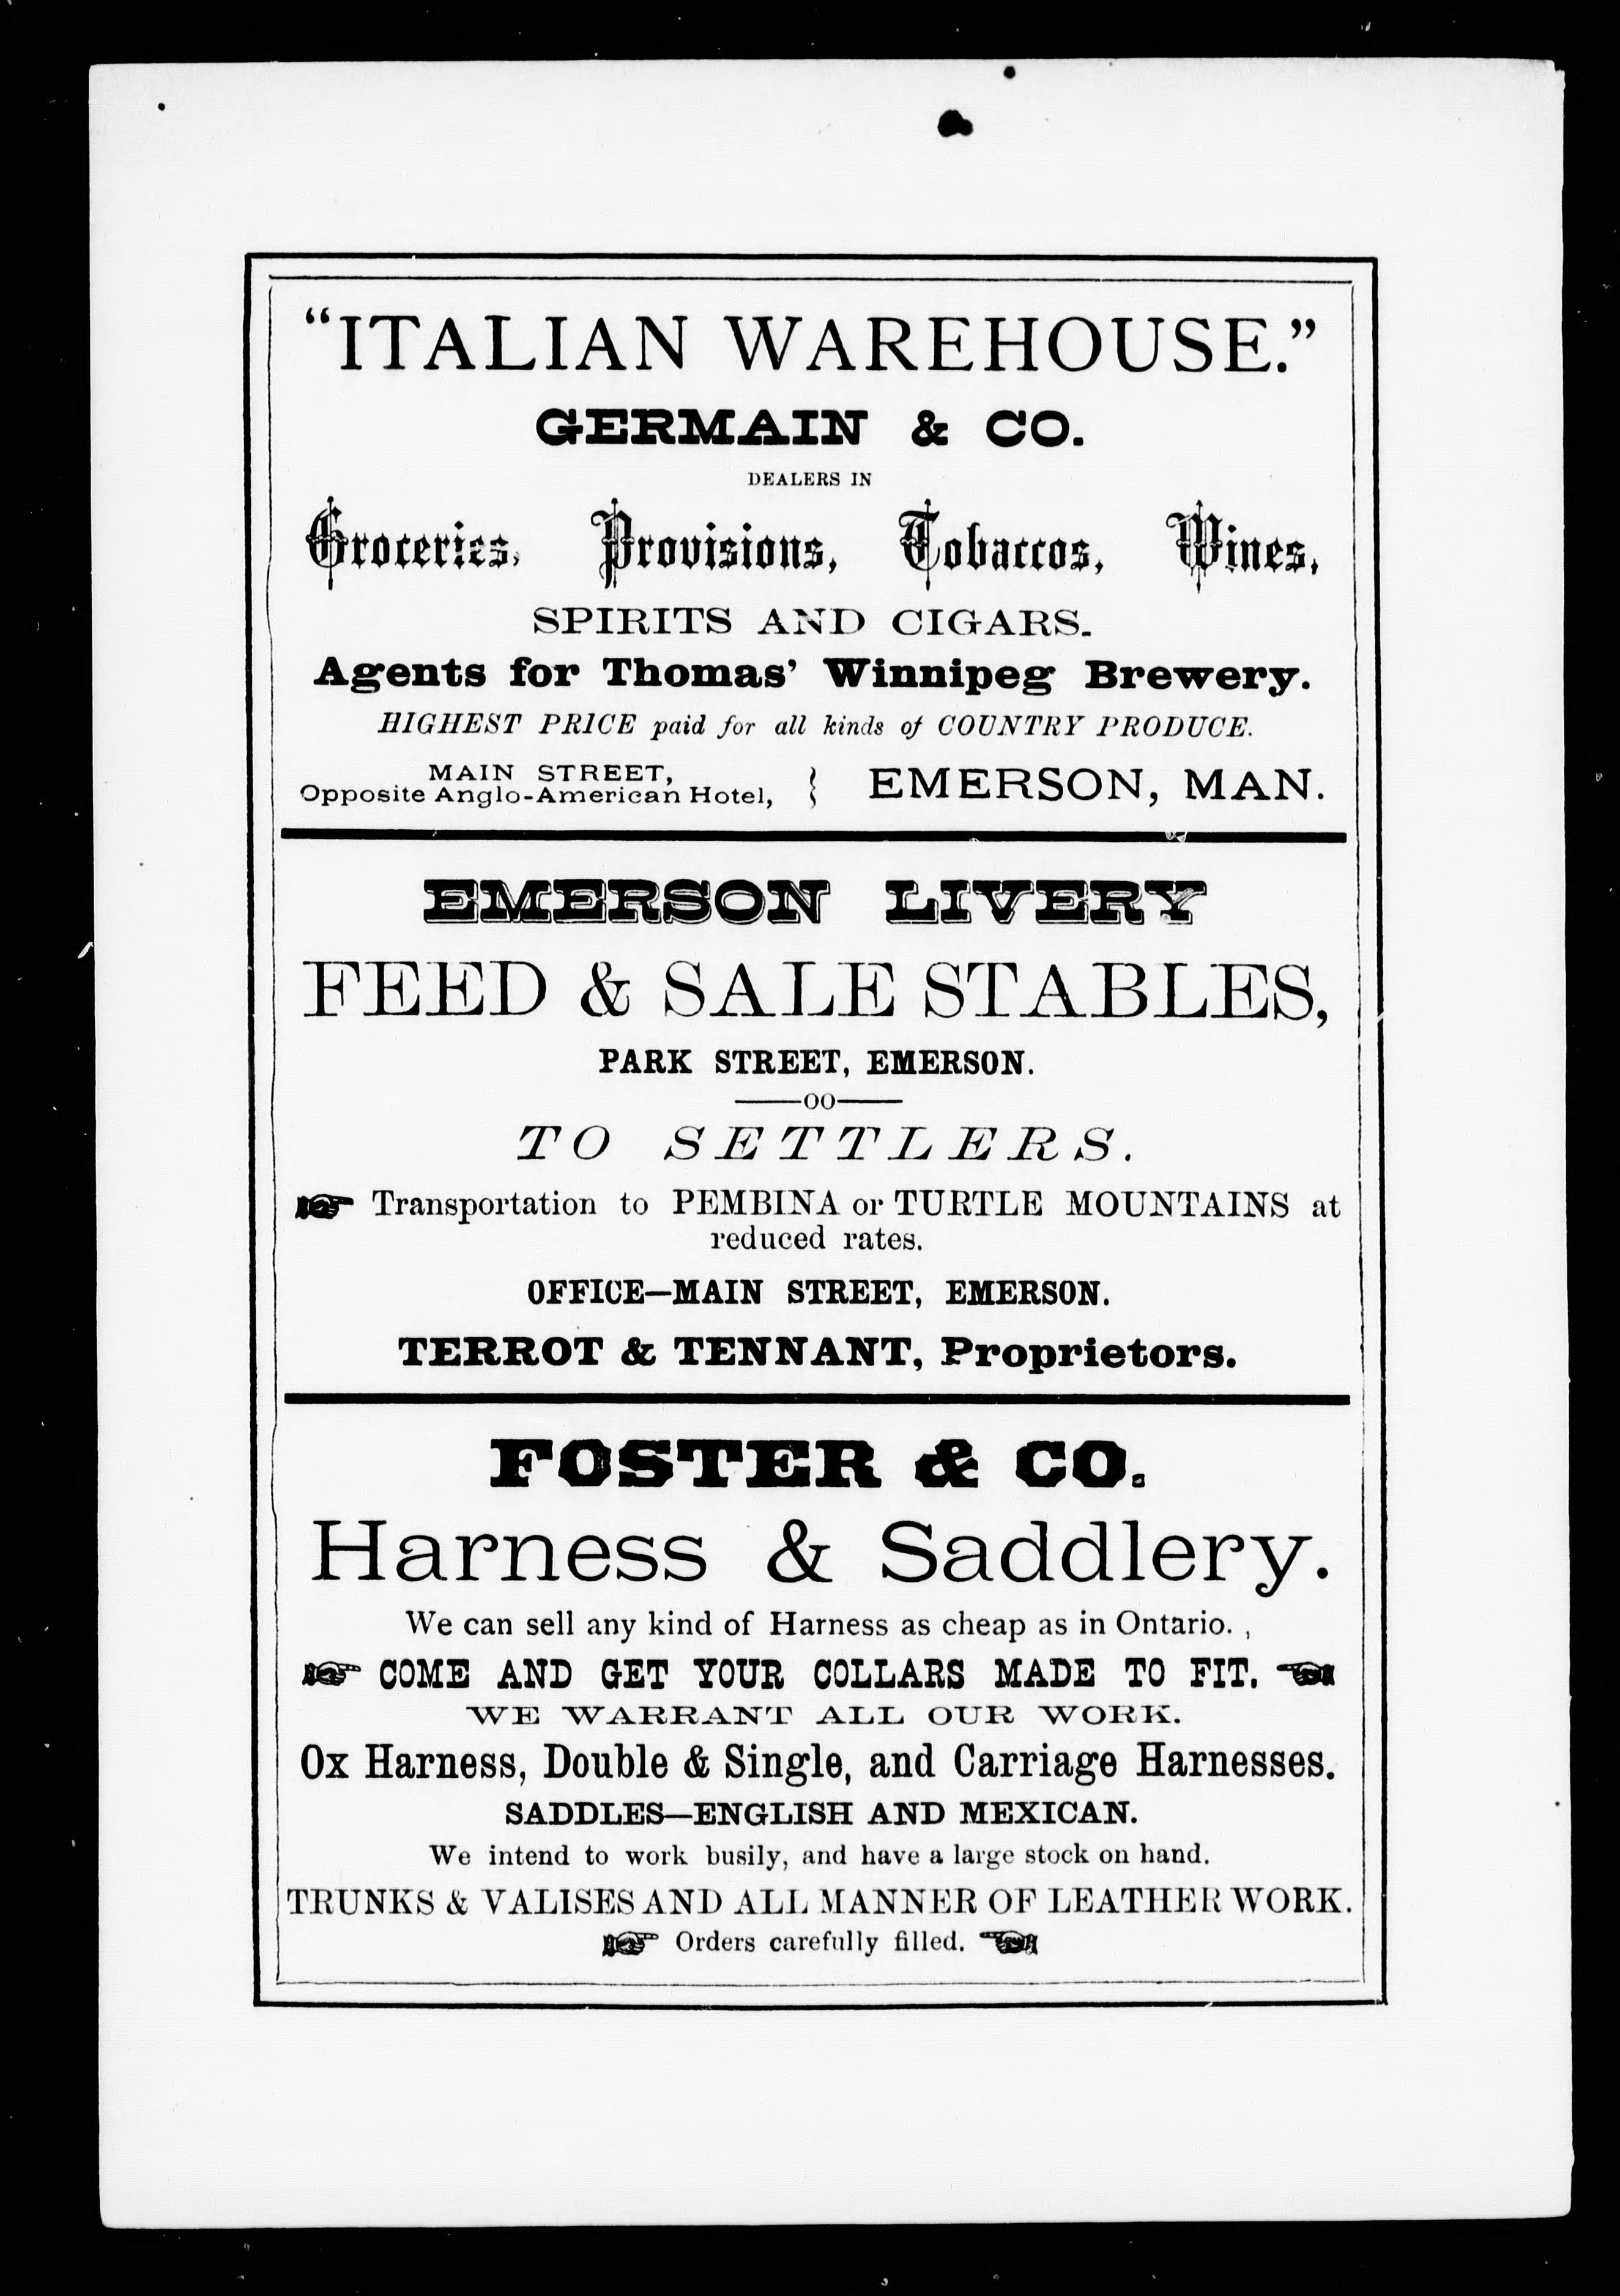 “ITALIAN WAREHOUSE.”
GERMAIN & CO.
DEALERS IN
Groceries, Provisions, Tobaccos, Wines,
SPIRITS AND CIGARS.
Agents for Thomas’ Winnipeg Brewery.
HIGHEST PRICE paid for all kinds of COUNTRY PRODUCE.
MAIN STREET,
Opposite Anglo-American Hotel, } EMERSON, MAN.
EMERSON LIVERY
FEED & SALE STABLES,
PARK STREET, EMERSON.
——OO——
TO SETTLERS.
☞ Transportation to PEMBINA or TURTLE MOUNTAINS at
reduced rates.
OFFICE—MAIN STREET, EMERSON.
TERROT & TENNANT, Proprietors.
FOSTER & CO.
Harness & Saddlery.
We can sell any kind of Harness as cheap as in Ontario. ,
☞ COME AND GET YOUR COLLARS MADE TO FIT. ☜
WE WARRANT ALL OUR WORK.
Ox Harness, Double & Single, and Carriage Harnesses.
SADDLES—ENGLISH AND MEXICAN.
We intend to work busily, and have a large stock on hand.
TRUNKS & VALISES AND ALL MANNER OF LEATHER WORK.
☞ Orders carefully filled. ☜